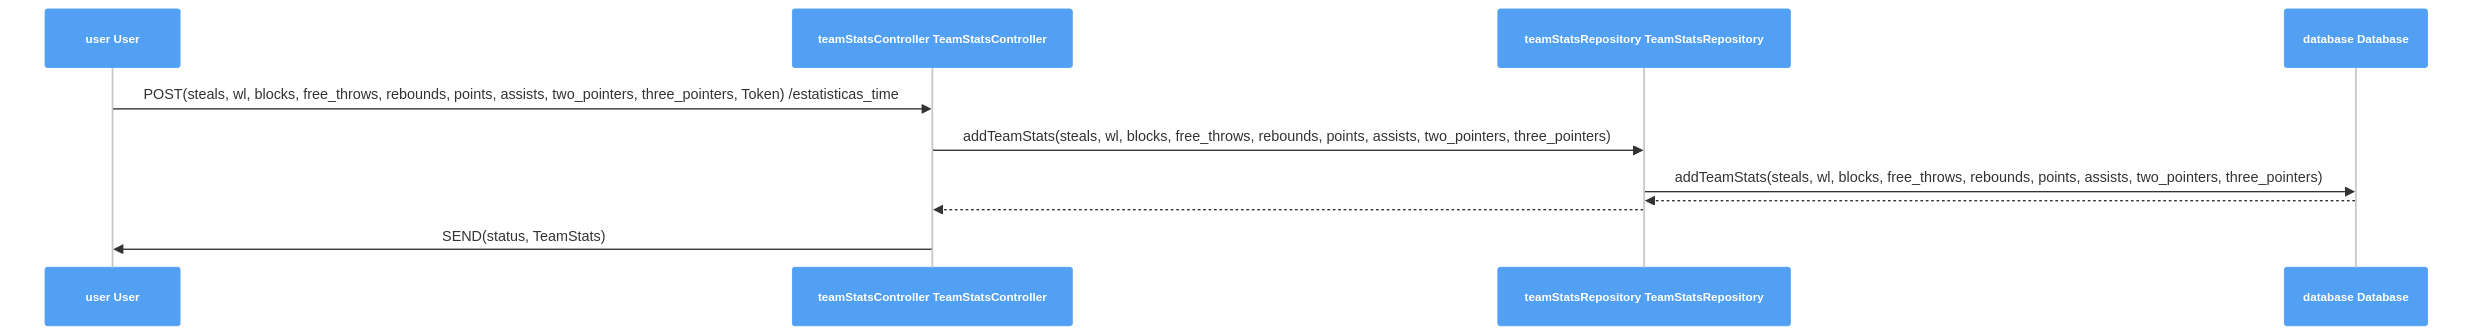 user User
teamStatsController TeamStatsController
teamStatsRepository TeamStatsRepository
database Database
POST(steals, wl, blocks, free_throws, rebounds, points, assists, two_pointers, three_pointers, Token) /estatisticas_time
addTeamStats(steals, wl, blocks, free_throws, rebounds, points, assists, two_pointers, three_pointers)
addTeamStats(steals, wl, blocks, free_throws, rebounds, points, assists, two_pointers, three_pointers)
SEND(status, TeamStats)
user User
teamStatsController TeamStatsController
teamStatsRepository TeamStatsRepository
database Database